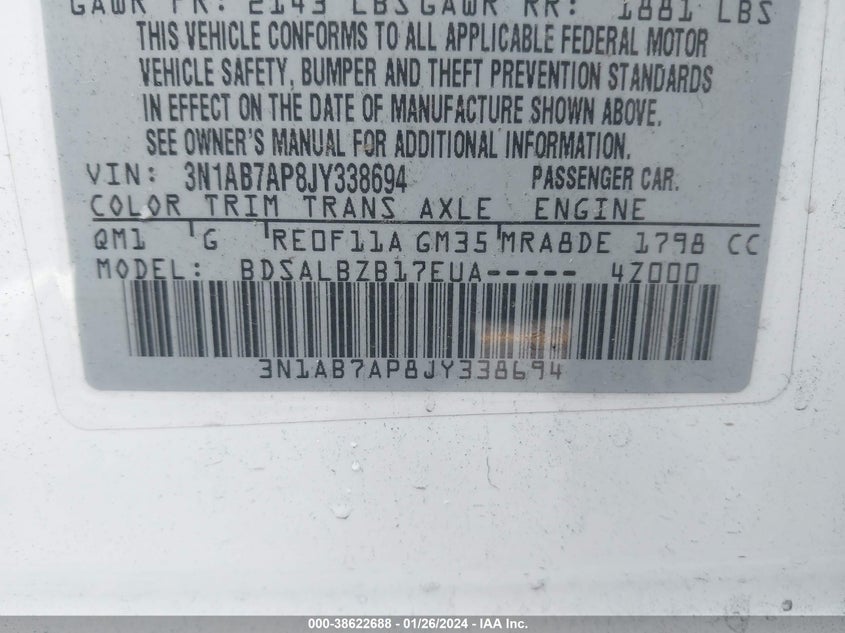 GAWR FR: 2143 LBS GAWR RR: 1881 LBS
THIS VEHICLE CONFORMS TO ALL APPLICABLE FEDERAL MOTOR
VEHICLE SAFETY, BUMPER AND THEFT PREVENTION STANDARDS
IN EFFECT ON THE DATE OF MANUFACTURE SHOWN ABOVE.
SEE OWNER'S MANUAL FOR ADDITIONAL INFORMATION.
VIN: 3N1AB7AP8JY338694 PASSENGER CAR.
COLOR TRIM TRANS AXLE ENGINE
QM1 G RE0F11A GM35 MRA8DE 1798 CC
MODEL: BDSALBZB17EUA----- 4Z000
3N1AB7AP8JY338694
000-38622688 - 01/26/2024 - IAA Inc.